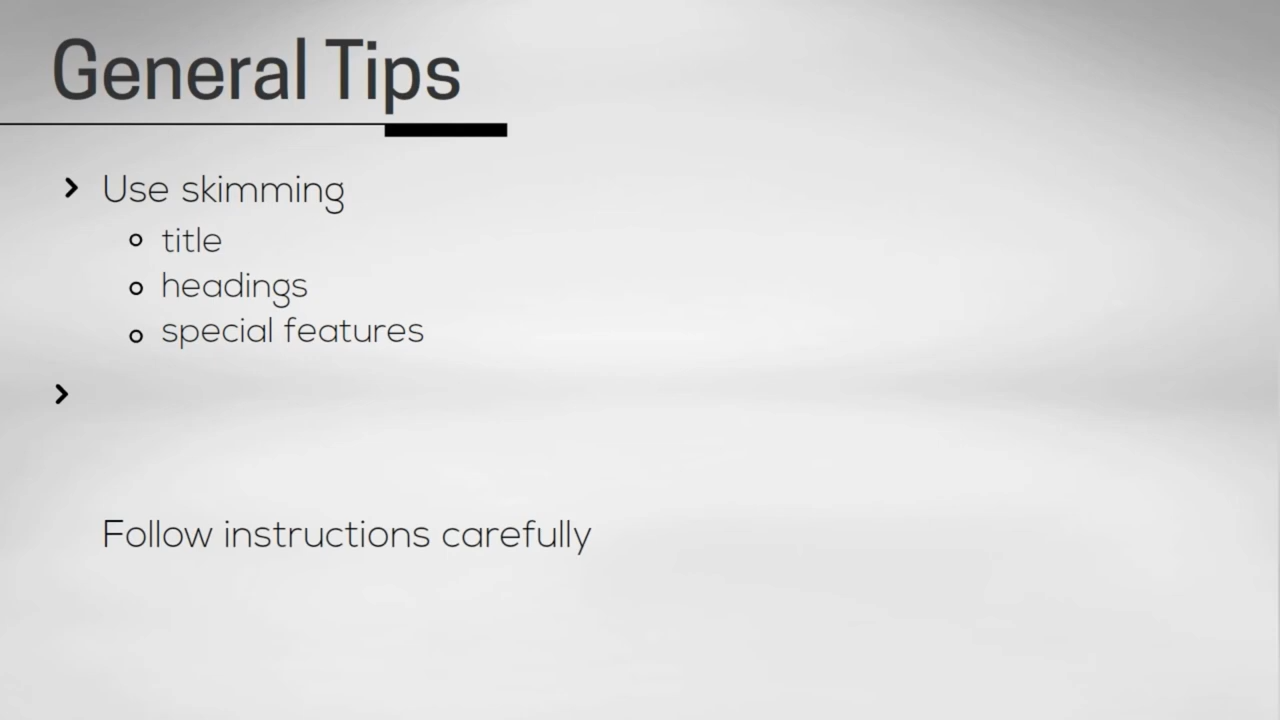 General Tips
Use skimming
title
headings
special features
Follow instructions carefully